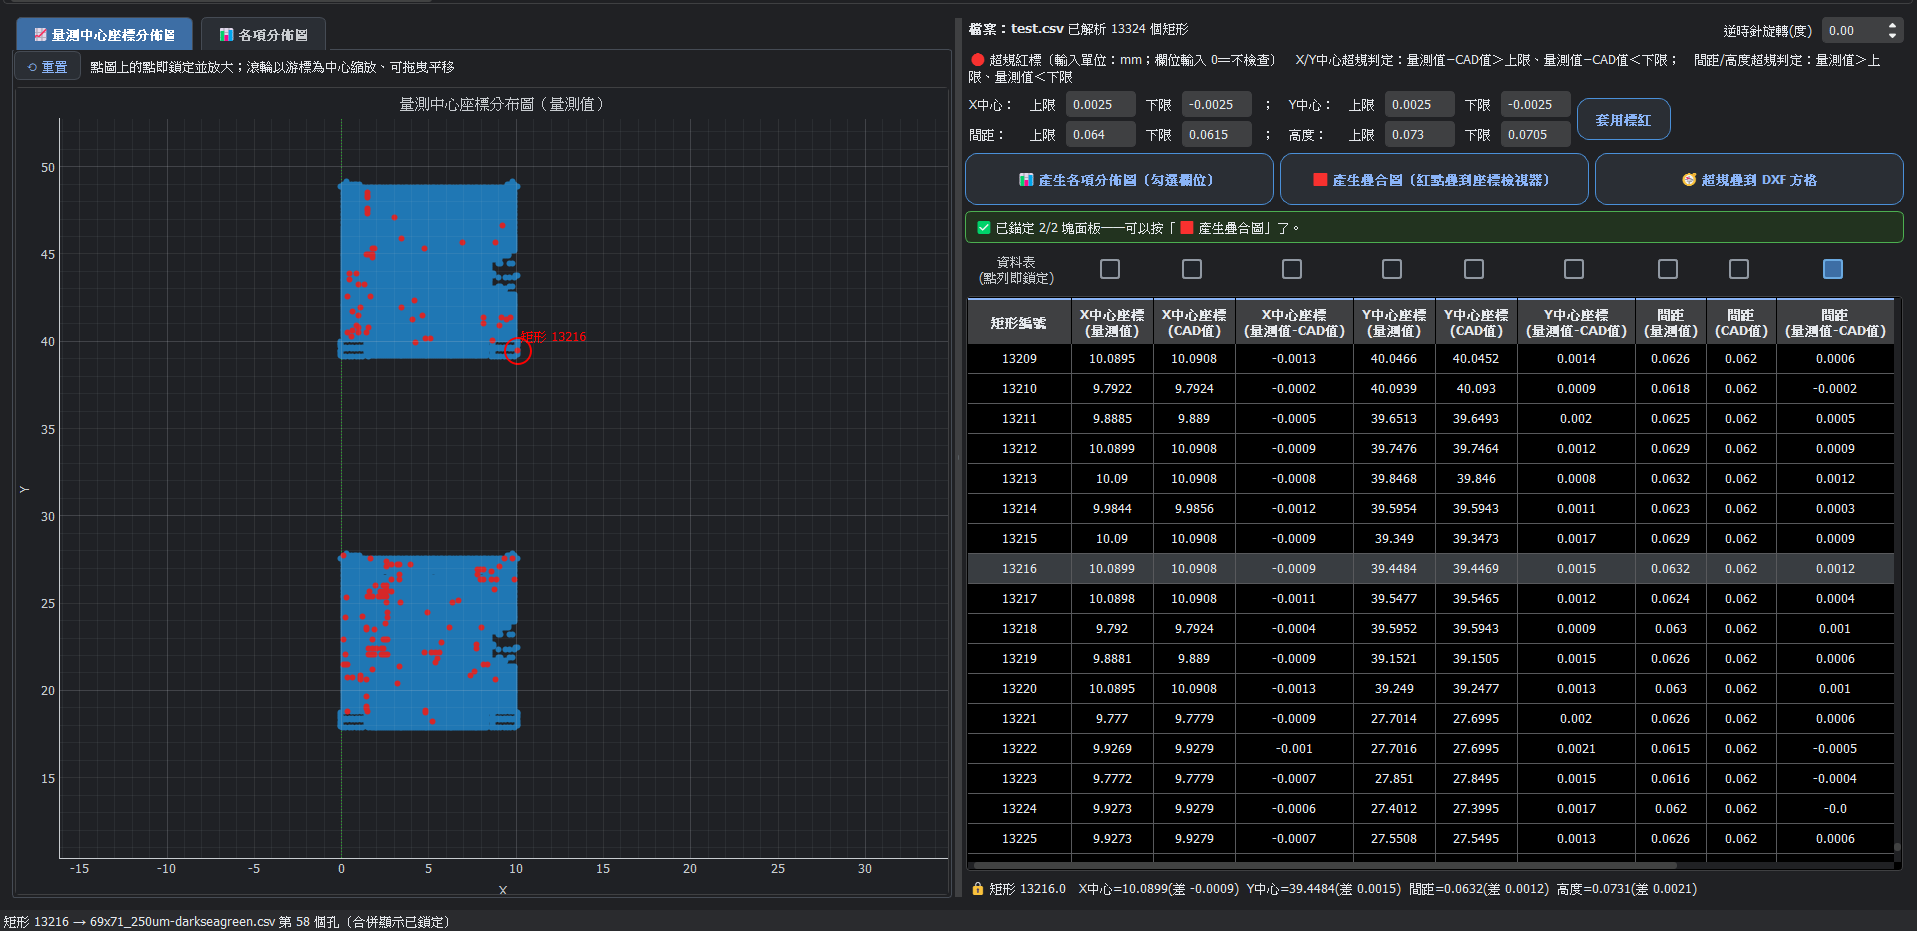 量測中心座標分佈圖
各項分佈圖
重置
點圖上的點即鎖定並放大；滾輪以游標為中心縮放、可拖曳平移
量測中心座標分布圖（量測值）
50
45
40
35
30
25
20
15
Y
-15 -10 -5 0 5 10 15 20 25 30
X
矩形 13216
檔案：test.csv 已解析 13324 個矩形
逆時針旋轉(度) 0.00
超規紅標（輸入單位：mm；欄位輸入 0==不檢查） X/Y中心超規判定：量測值−CAD值＞上限、量測值−CAD值＜下限； 間距/高度超規判定：量測值＞上
限、量測值＜下限
X中心： 上限 0.0025 下限 -0.0025 ； Y中心： 上限 0.0025 下限 -0.0025
間距： 上限 0.064 下限 0.0615 ； 高度： 上限 0.073 下限 0.0705
套用標紅
產生各項分佈圖（勾選欄位）
產生疊合圖（紅點疊到座標檢視器）
超規疊到 DXF 方格
已錨定 2/2 塊面板──可以按「 產生疊合圖」了。
資料表
(點列即鎖定)
矩形編號 X中心座標 (量測值) X中心座標 (CAD值) X中心座標 (量測值-CAD值) Y中心座標 (量測值) Y中心座標 (CAD值) Y中心座標 (量測值-CAD值) 間距 (量測值) 間距 (CAD值) 間距 (量測值-CAD值)
13209 10.0895 10.0908 -0.0013 40.0466 40.0452 0.0014 0.0626 0.062 0.0006
13210 9.7922 9.7924 -0.0002 40.0939 40.093 0.0009 0.0618 0.062 -0.0002
13211 9.8885 9.889 -0.0005 39.6513 39.6493 0.002 0.0625 0.062 0.0005
13212 10.0899 10.0908 -0.0009 39.7476 39.7464 0.0012 0.0629 0.062 0.0009
13213 10.09 10.0908 -0.0008 39.8468 39.846 0.0008 0.0632 0.062 0.0012
13214 9.9844 9.9856 -0.0012 39.5954 39.5943 0.0011 0.0623 0.062 0.0003
13215 10.09 10.0908 -0.0009 39.349 39.3473 0.0017 0.0629 0.062 0.0009
13216 10.0899 10.0908 -0.0009 39.4484 39.4469 0.0015 0.0632 0.062 0.0012
13217 10.0898 10.0908 -0.0011 39.5477 39.5465 0.0012 0.0624 0.062 0.0004
13218 9.792 9.7924 -0.0004 39.5952 39.5943 0.0009 0.063 0.062 0.001
13219 9.8881 9.889 -0.0009 39.1521 39.1505 0.0015 0.0626 0.062 0.0006
13220 10.0895 10.0908 -0.0013 39.249 39.2477 0.0013 0.063 0.062 0.001
13221 9.777 9.7779 -0.0009 27.7014 27.6995 0.002 0.0626 0.062 0.0006
13222 9.9269 9.9279 -0.001 27.7016 27.6995 0.0021 0.0615 0.062 -0.0005
13223 9.7772 9.7779 -0.0007 27.851 27.8495 0.0015 0.0616 0.062 -0.0004
13224 9.9273 9.9279 -0.0006 27.4012 27.3995 0.0017 0.062 0.062 -0.0
13225 9.9273 9.9279 -0.0007 27.5508 27.5495 0.0013 0.0626 0.062 0.0006
矩形 13216.0 X中心=10.0899(差 -0.0009) Y中心=39.4484(差 0.0015) 間距=0.0632(差 0.0012) 高度=0.0731(差 0.0021)
矩形 13216 → 69x71_250um-darkseagreen.csv 第 58 個孔（合併顯示已鎖定）